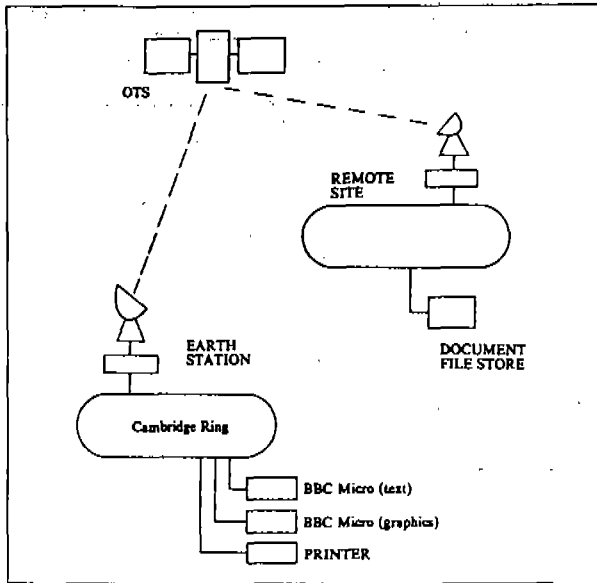 OTS
REMOTE
SITE
EARTH
STATION
DOCUMENT
FILE STORE
Cambridge Ring
BBC Micro (text)
BBC Micro (graphics)
PRINTER